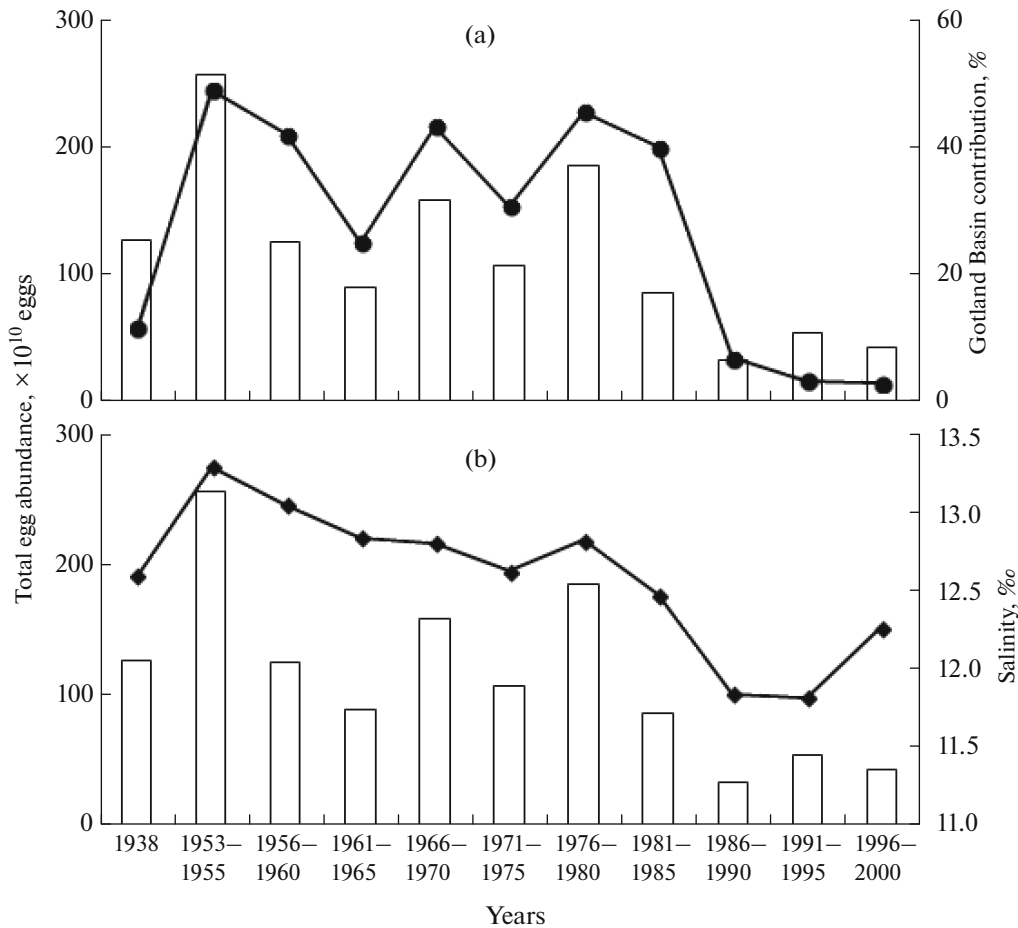 (a)
300
200
100
0
60
40
20
0
Gotland Basin contribution, %
Total egg abundance, ×10¹⁰ eggs
(b)
300
200
100
0
13.5
13.0
12.5
12.0
11.5
11.0
Salinity, ‰
1938 1953– 1956– 1961– 1966– 1971– 1976– 1981– 1986– 1991– 1996–
1955 1960 1965 1970 1975 1980 1985 1990 1995 2000
Years